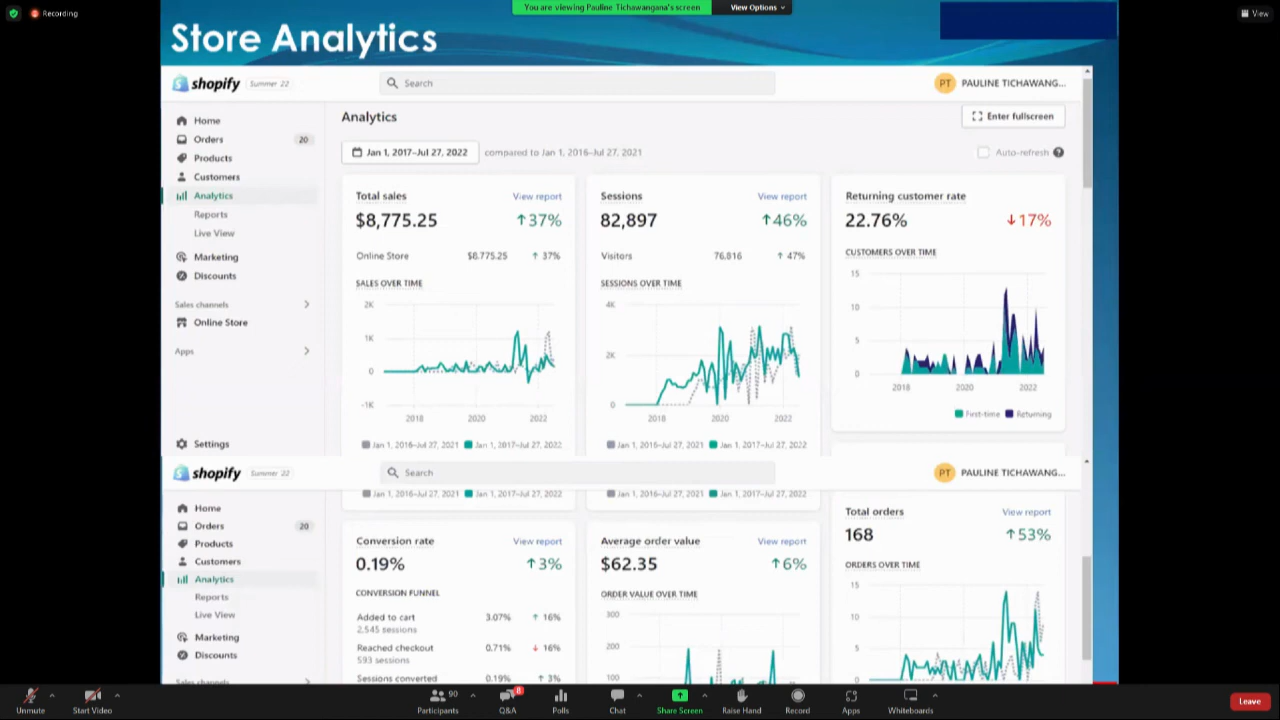 Recording
You are viewing Pauline Tichawangana's screen
View Options
View
Store Analytics
shopify
Summer 22
Search
PT
PAULINE TICHAWANG...
Home
Orders 20
Products
Customers
Analytics
Reports
Live View
Marketing
Discounts
Sales channels
Online Store
Apps
Settings
Analytics
Enter fullscreen
Jan 1, 2017–Jul 27, 2022
compared to Jan 1, 2016–Jul 27, 2021
Auto-refresh
Total sales
View report
$8,775.25
37%
Online Store
$8,775.25
37%
SALES OVER TIME
2K
1K
0
-1K
2018 2020 2022
Jan 1, 2016–Jul 27, 2021
Jan 1, 2017–Jul 27, 2022
Sessions
View report
82,897
46%
Visitors
76,816
47%
SESSIONS OVER TIME
4K
2K
0
2018 2020 2022
Jan 1, 2016–Jul 27, 2021
Jan 1, 2017–Jul 27, 2022
Returning customer rate
22.76%
17%
CUSTOMERS OVER TIME
15
10
5
0
2018 2020 2022
First-time
Returning
shopify
Summer 22
Search
PT
PAULINE TICHAWANG...
Home
Orders 20
Products
Customers
Analytics
Reports
Live View
Marketing
Discounts
Sales channels
Jan 1, 2016–Jul 27, 2021
Jan 1, 2017–Jul 27, 2022
Conversion rate
View report
0.19%
3%
CONVERSION FUNNEL
Added to cart
3.07%
16%
2,545 sessions
Reached checkout
0.71%
16%
593 sessions
Sessions converted
0.19%
3%
Jan 1, 2016–Jul 27, 2021
Jan 1, 2017–Jul 27, 2022
Average order value
View report
$62.35
6%
ORDER VALUE OVER TIME
300
200
100
Total orders
View report
168
53%
ORDERS OVER TIME
15
10
5
0
Unmute
Start Video
90
Participants
8
Q&A
Polls
Chat
Share Screen
Raise Hand
Record
Apps
Whiteboards
Leave